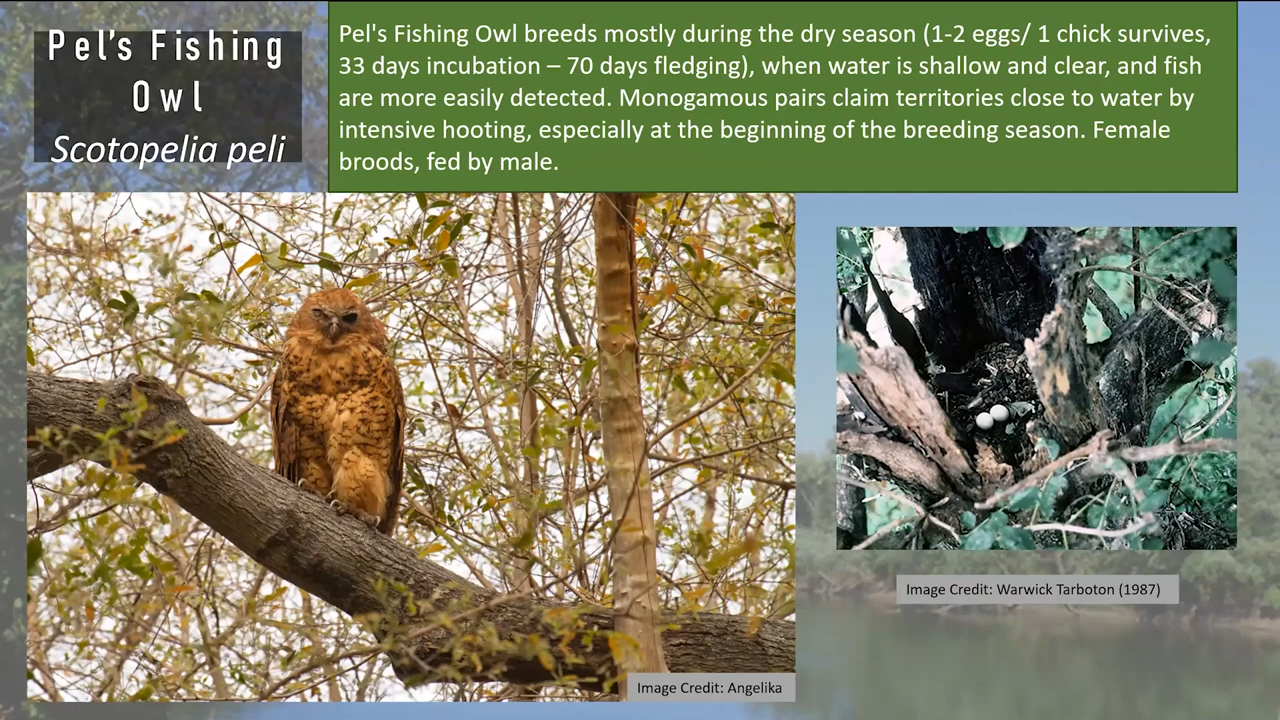 Pel's Fishing
Owl
Scotopelia peli
Pel's Fishing Owl breeds mostly during the dry season (1-2 eggs/ 1 chick survives,
33 days incubation – 70 days fledging), when water is shallow and clear, and fish
are more easily detected. Monogamous pairs claim territories close to water by
intensive hooting, especially at the beginning of the breeding season. Female
broods, fed by male.
Image Credit: Warwick Tarboton (1987)
Image Credit: Angelika